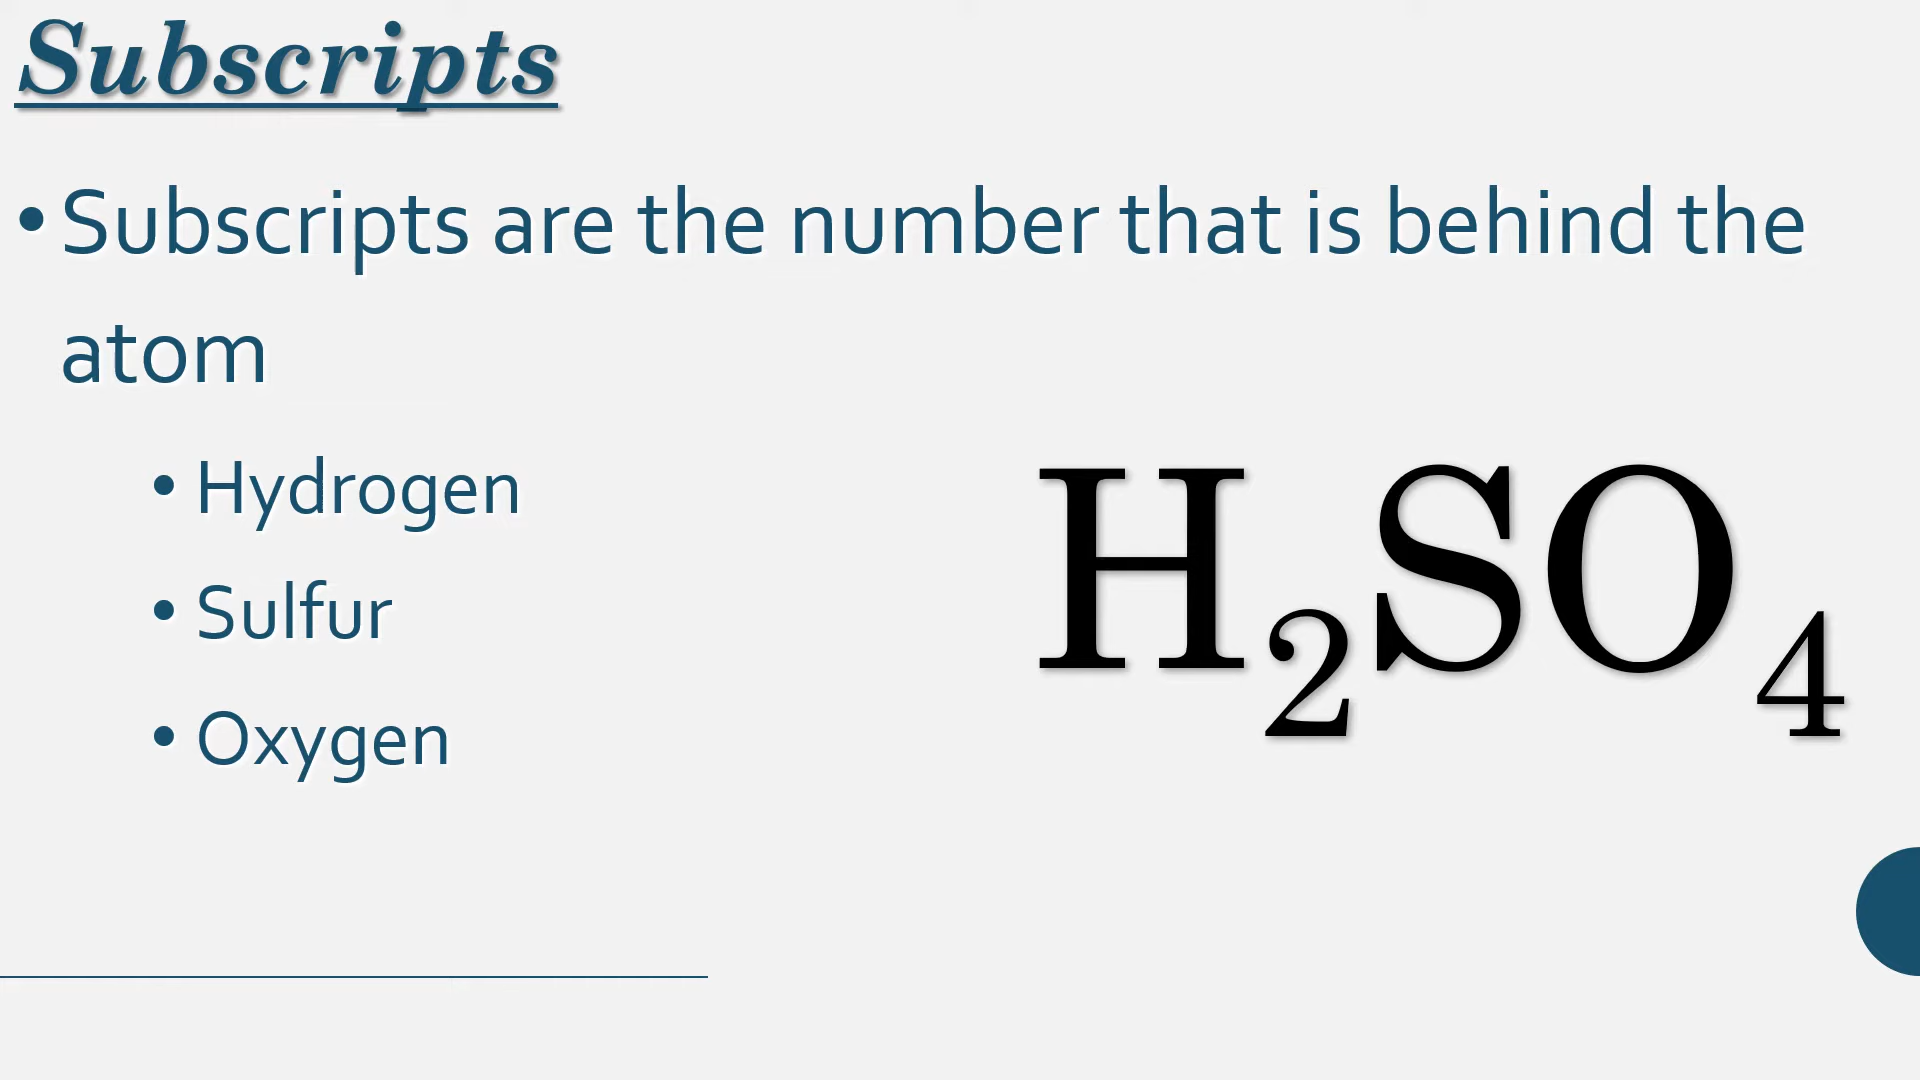 Subscripts
• Subscripts are the number that is behind the
atom
• Hydrogen
• Sulfur
• Oxygen
H₂SO₄